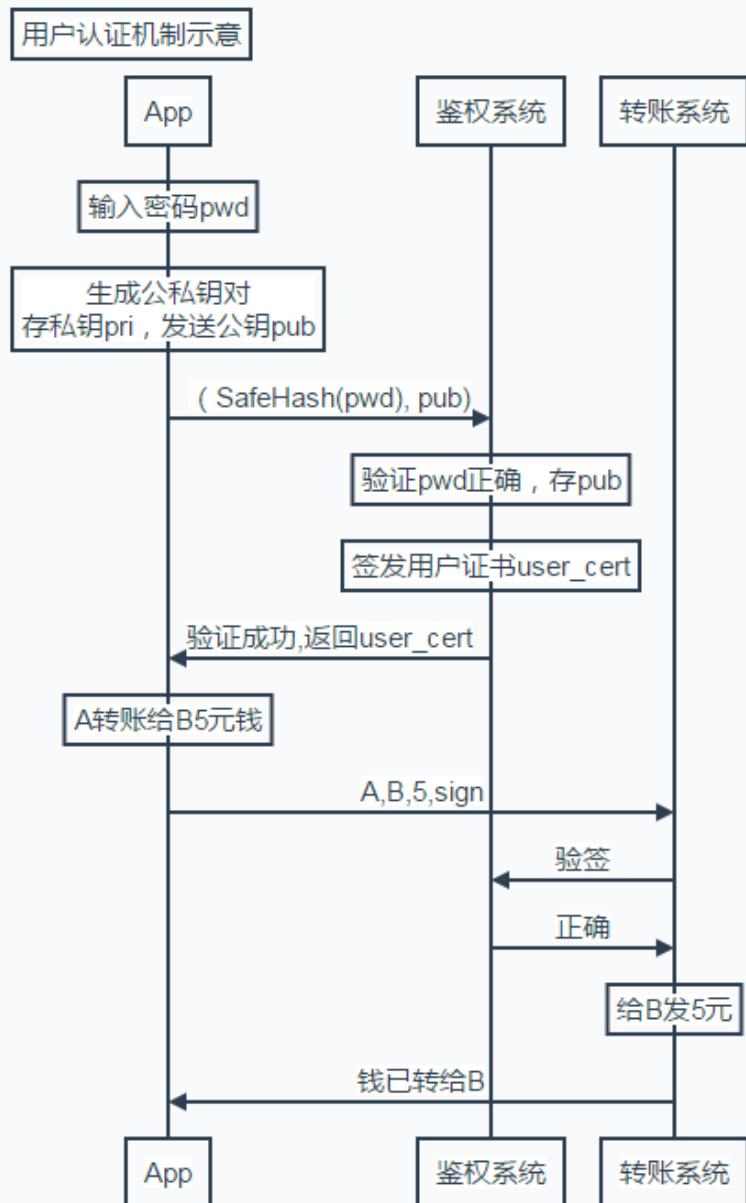 用户认证机制示意
App
鉴权系统
转账系统
输入密码pwd
生成公私钥对
存私钥pri，发送公钥pub
（SafeHash(pwd), pub)
验证pwd正确，存pub
签发用户证书user_cert
验证成功,返回user_cert
A转账给B5元钱
A,B,5,sign
验签
正确
给B发5元
钱已转给B
App
鉴权系统
转账系统